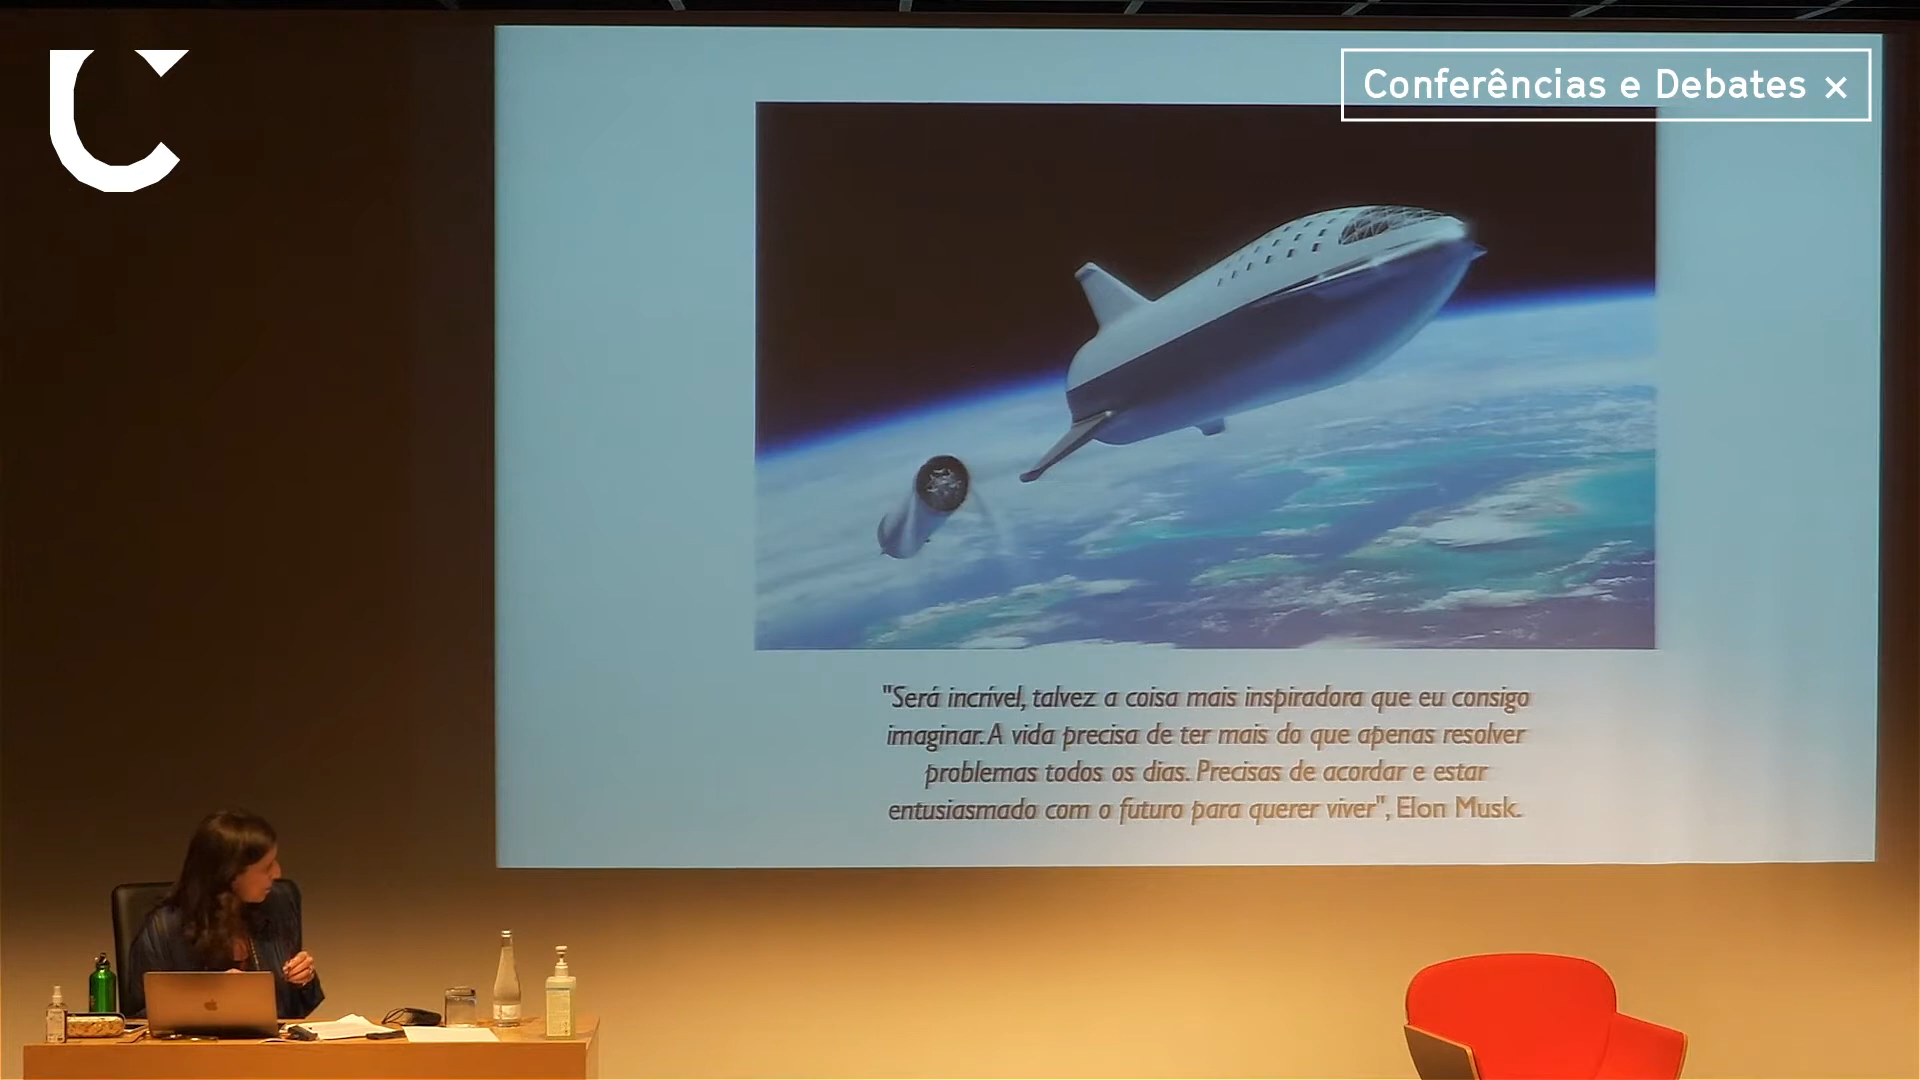 Conferências e Debates ×
"Será incrível, talvez a coisa mais inspiradora que eu consigo
imaginar. A vida precisa de ter mais do que apenas resolver
problemas todos os dias. Precisas de acordar e estar
entusiasmado com o futuro para querer viver", Elon Musk.